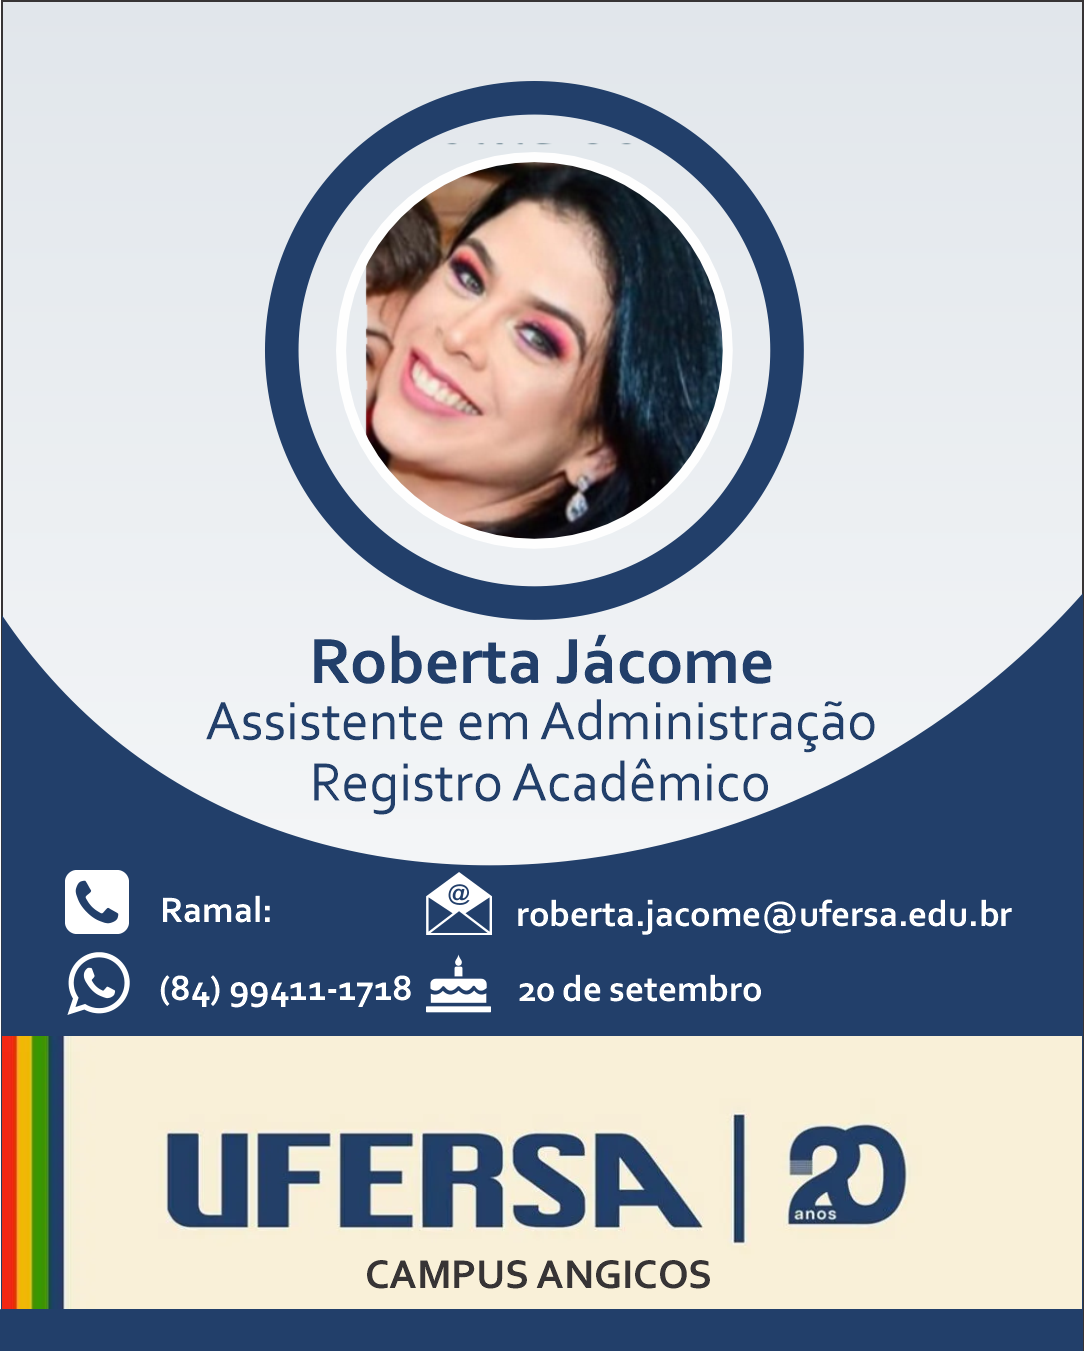 Roberta Jácome
Assistente em Administração
Registro Acadêmico
Ramal:
@
roberta.jacome@ufersa.edu.br
(84) 99411-1718
20 de setembro
UFERSA | 20
anos
CAMPUS ANGICOS